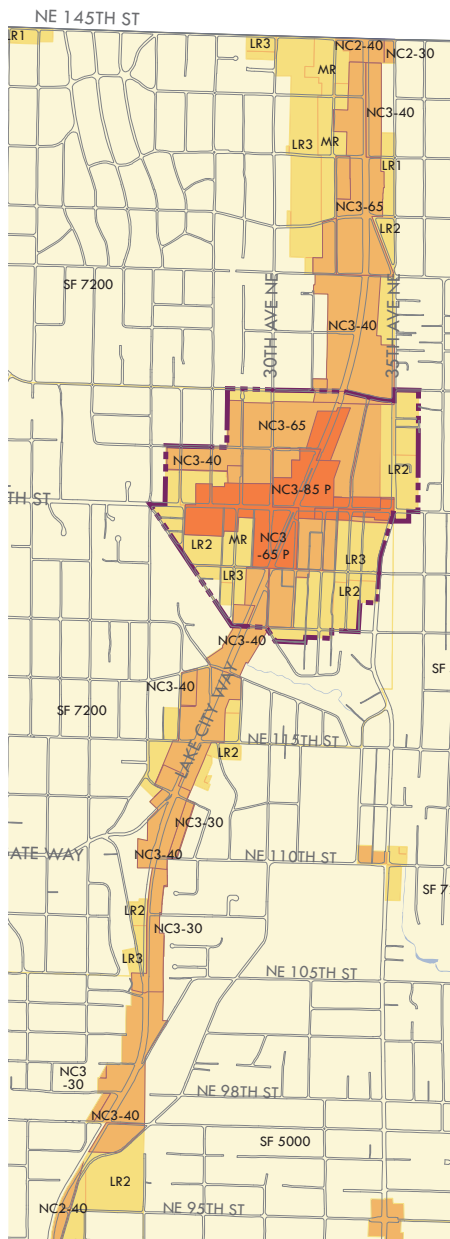 NE 145TH ST
LR1
LR3
NC2-40
NC2-30
MR
NC3-40
LR3
MR
LR1
NC3-65
LR2
SF 7200
30TH AVE NE
35TH AVE NE
NC3-40
NC3-65
NC3-40
LR2
NC3-85 P
TH ST
LR2
MR
NC3
-65 P
LR3
LR3
LR2
NC3-40
SF
NC3-40
LAKE CITY WAY
SF 7200
NE 115TH ST
LR2
NC3-30
ATE WAY
NC3-40
NE 110TH ST
SF 7
LR2
NC3-30
LR3
NE 105TH ST
NC3
-30
NE 98TH ST
NC3-40
SF 5000
LR2
NC2-40
NE 95TH ST